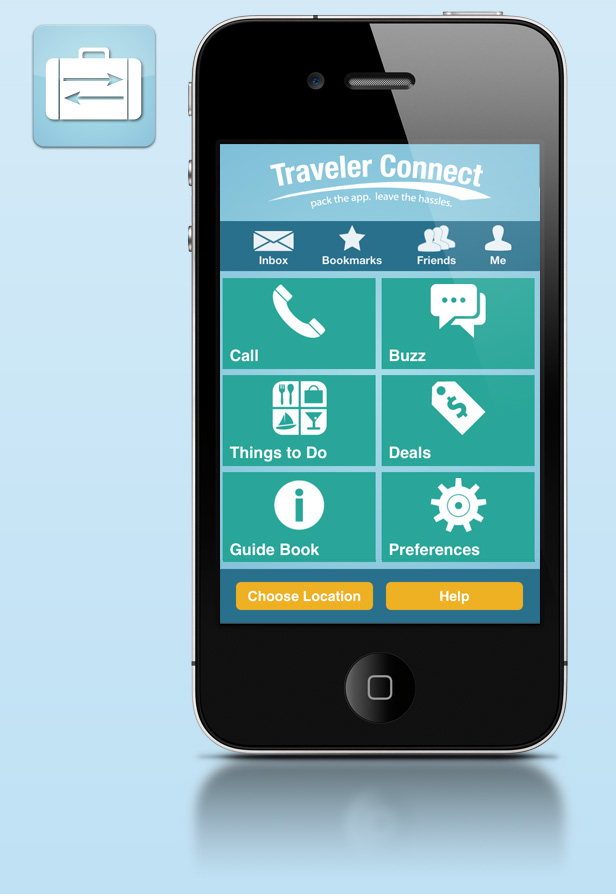 Traveler Connect
pack the app. leave the hassles.
Inbox Bookmarks Friends Me
Call Buzz
Things to Do Deals
Guide Book Preferences
Choose Location Help